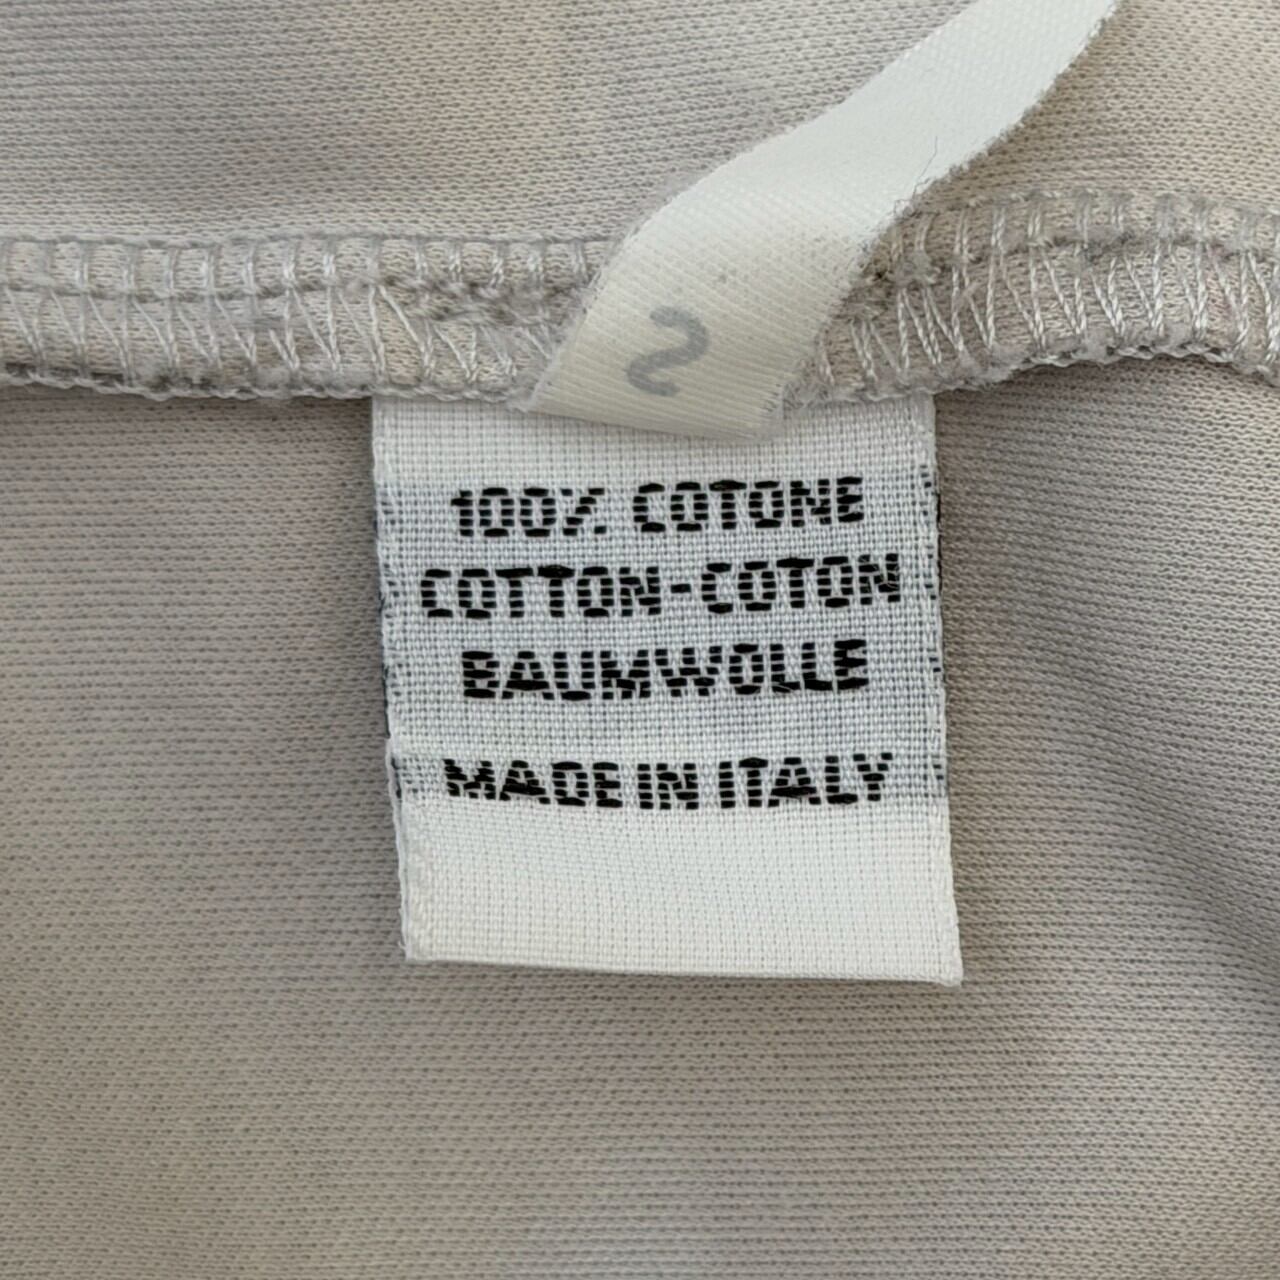 S
100% COTONE
COTTON-COTON
BAUMWOLLE
MADE IN ITALY